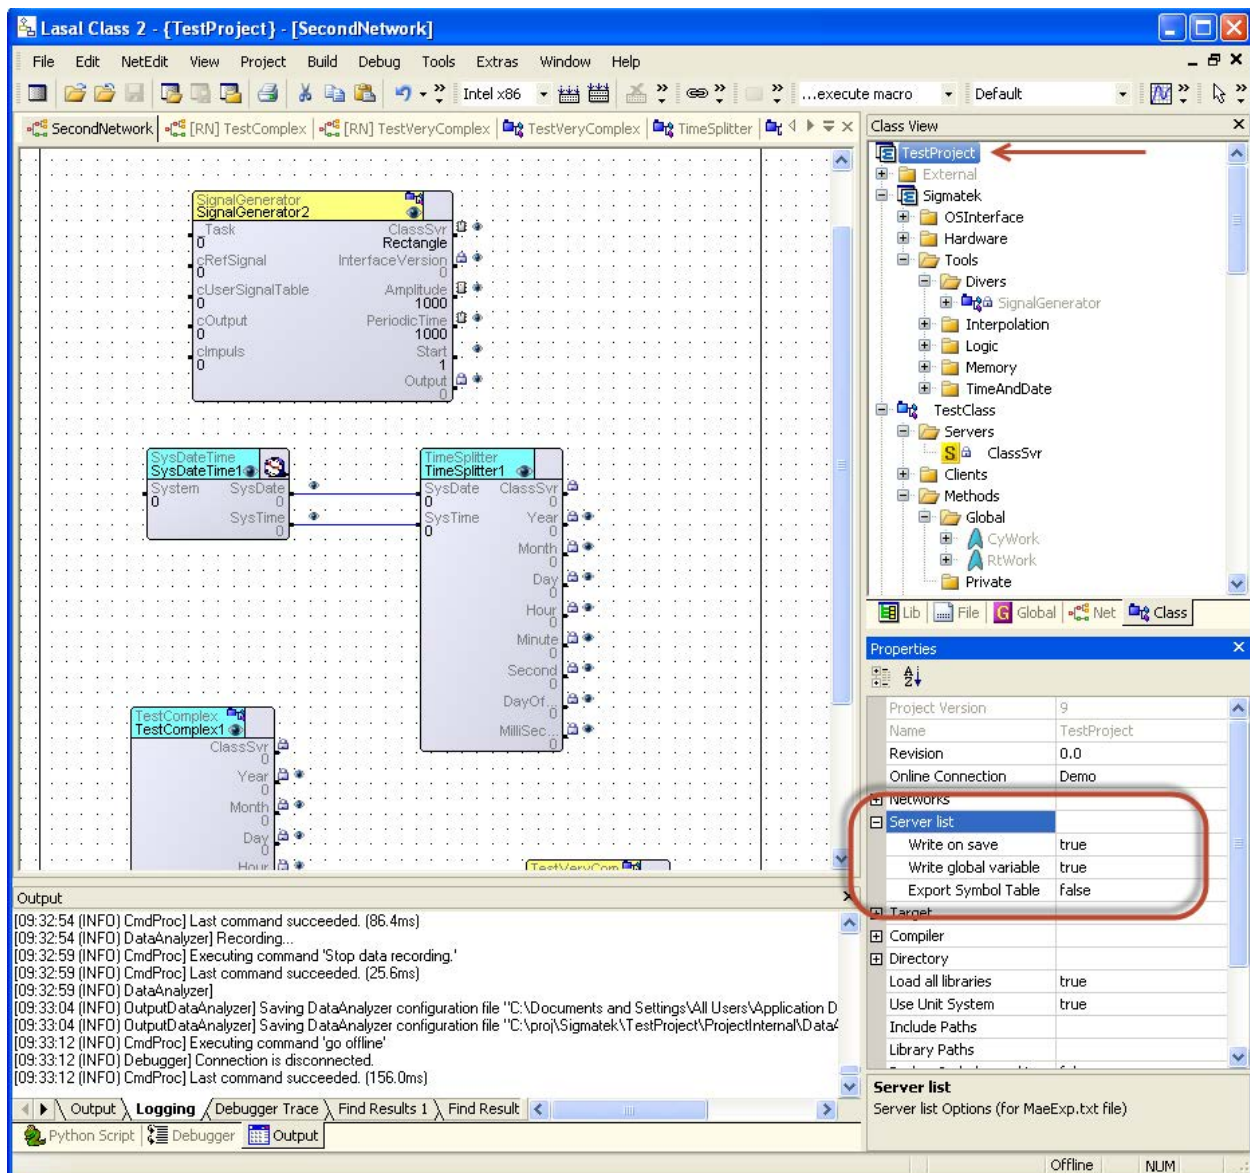 Lasal Class 2 - {TestProject} - [SecondNetwork]
File Edit NetEdit View Project Build Debug Tools Extras Window Help
Intel x86 ...execute macro Default
SecondNetwork [RN] TestComplex [RN] TestVeryComplex TestVeryComplex TimeSplitter
SignalGenerator
SignalGenerator2
_Task ClassSvr
0 Rectangle
cRefSignal InterfaceVersion
0 0
cUserSignalTable Amplitude
0 1000
cOutput PeriodicTime
0 1000
cImpuls Start
0 1
Output
0
SysDateTime
SysDateTime1
System SysDate
0 0
SysTime
0
TimeSplitter
TimeSplitter1
SysDate ClassSvr
0 0
SysTime Year
0 0
Month
0
Day
0
Hour
0
Minute
0
Second
0
DayOf...
0
MilliSec...
0
TestComplex
TestComplex1
ClassSvr
0
Year
0
Month
0
Day
0
Hour
TestVeryCom
Class View
TestProject
External
Sigmatek
OSInterface
Hardware
Tools
Divers
SignalGenerator
Interpolation
Logic
Memory
TimeAndDate
TestClass
Servers
S ClassSvr
Clients
Methods
Global
CyWork
RtWork
Private
Lib File G Global Net Class
Properties
Project Version 9
Name TestProject
Revision 0.0
Online Connection Demo
Networks
Server list
Write on save true
Write global variable true
Export Symbol Table false
Target
Compiler
Directory
Load all libraries true
Use Unit System true
Include Paths
Library Paths
Server list
Server list Options (for MaeExp.txt file)
Output
[09:32:54 (INFO) CmdProc] Last command succeeded. (86.4ms)
[09:32:54 (INFO) DataAnalyzer] Recording...
[09:32:59 (INFO) CmdProc] Executing command 'Stop data recording.'
[09:32:59 (INFO) CmdProc] Last command succeeded. (25.6ms)
[09:32:59 (INFO) DataAnalyzer]
[09:33:04 (INFO) OutputDataAnalyzer] Saving DataAnalyzer configuration file "C:\Documents and Settings\All Users\Application D
[09:33:04 (INFO) OutputDataAnalyzer] Saving DataAnalyzer configuration file "C:\proj\Sigmatek\TestProject\ProjectInternal\DataA
[09:33:12 (INFO) CmdProc] Executing command 'go offline'
[09:33:12 (INFO) Debugger] Connection is disconnected.
[09:33:12 (INFO) CmdProc] Last command succeeded. (156.0ms)
Output Logging Debugger Trace Find Results 1 Find Result
Python Script Debugger Output
Offline NUM